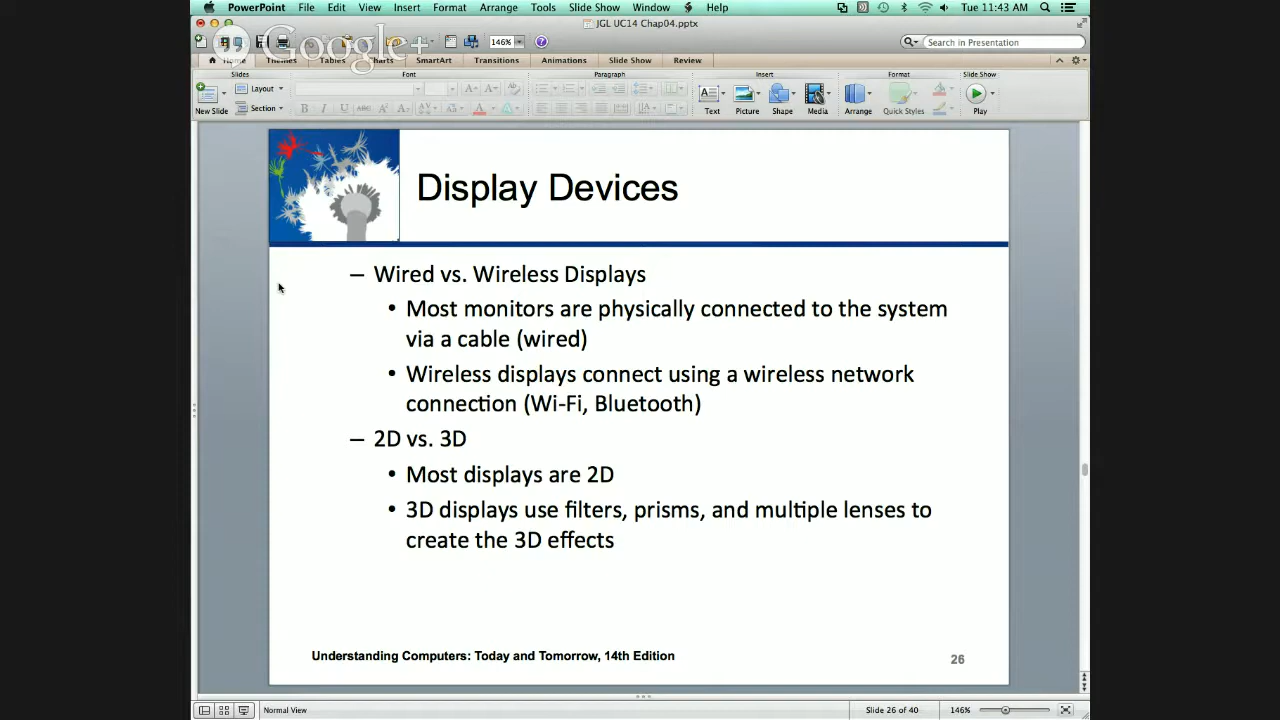 PowerPoint File Edit View Insert Format Arrange Tools Slide Show Window Help Tue 11:43 AM
JGL UC14 Chap04.pptx
Google+
146% Search in Presentation
Home Themes Tables Charts SmartArt Transitions Animations Slide Show Review
Slides Font Paragraph Insert Format Slide Show
Layout
New Slide Section Text Picture Shape Media Arrange Quick Styles Play
Display Devices
– Wired vs. Wireless Displays
• Most monitors are physically connected to the system
via a cable (wired)
• Wireless displays connect using a wireless network
connection (Wi-Fi, Bluetooth)
– 2D vs. 3D
• Most displays are 2D
• 3D displays use filters, prisms, and multiple lenses to
create the 3D effects
Understanding Computers: Today and Tomorrow, 14th Edition 26
Normal View Slide 26 of 40 146%